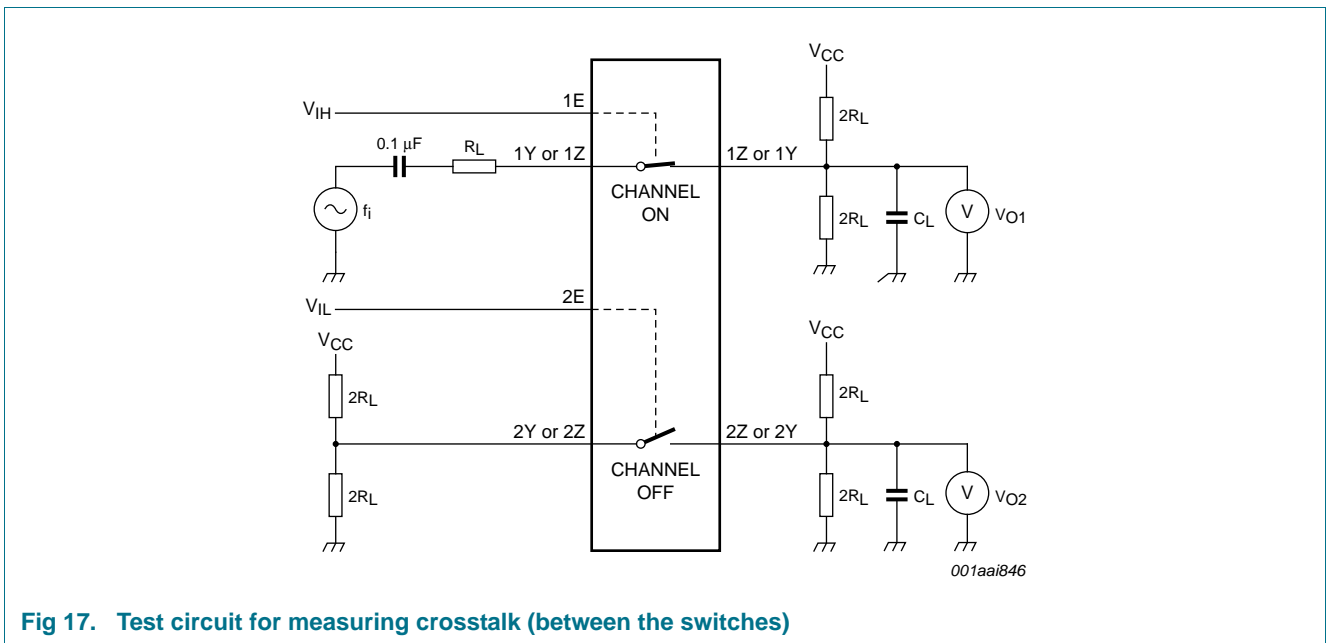 VCC
1E
VIH
2RL
0.1 μF
RL
1Y or 1Z
1Z or 1Y
CHANNEL
ON
fi
2RL
CL
V
VO1
2E
VIL
VCC
VCC
2RL
2RL
2Y or 2Z
2Z or 2Y
CHANNEL
OFF
2RL
2RL
CL
V
VO2
001aai846
Fig 17. Test circuit for measuring crosstalk (between the switches)